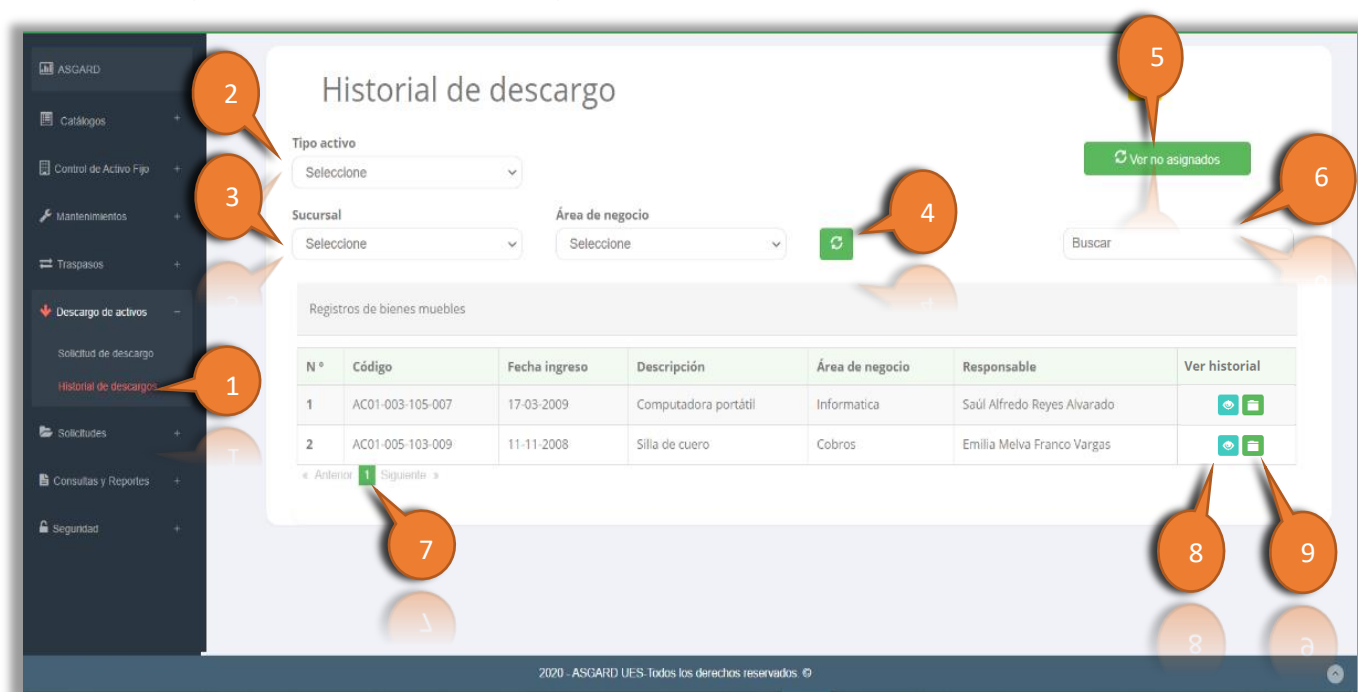 ASGARD
Catálogos +
Control de Activo Fijo +
Mantenimientos +
Traspasos +
Descargo de activos −
Solicitud de descargo
Historial de descargos
Solicitudes +
Consultas y Reportes +
Seguridad +
1
2
3
4
5
6
7
8
9
Historial de descargo
Tipo activo
Seleccione
Ver no asignados
Sucursal Área de negocio
Seleccione Seleccione Buscar
Registros de bienes muebles
N º Código Fecha ingreso Descripción Área de negocio Responsable Ver historial
1 AC01-003-105-007 17-03-2009 Computadora portátil Informatica Saúl Alfredo Reyes Alvarado
2 AC01-005-103-009 11-11-2008 Silla de cuero Cobros Emilia Melva Franco Vargas
« Anterior 1 Siguiente »
2020 - ASGARD UES-Todos los derechos reservados. ©